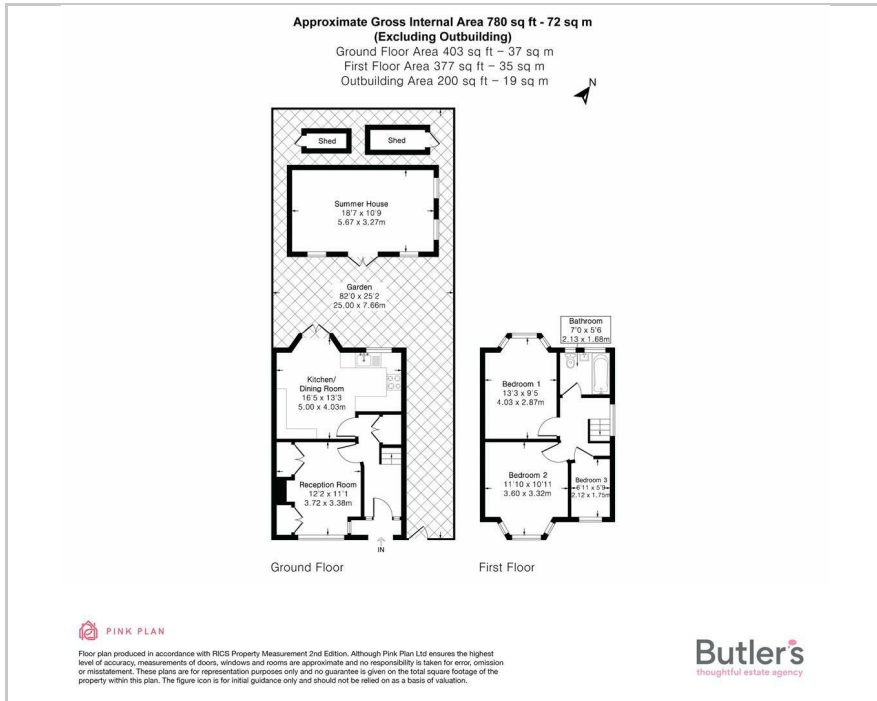 Approximate Gross Internal Area 780 sq ft - 72 sq m
(Excluding Outbuilding)
Ground Floor Area 403 sq ft – 37 sq m
First Floor Area 377 sq ft – 35 sq m
Outbuilding Area 200 sq ft – 19 sq m
N
Shed
Shed
Summer House
18'7 x 10'9
5.67 x 3.27m
Garden
82'0 x 25'2
25.00 x 7.66m
Kitchen/
Dining Room
16'5 x 13'3
5.00 x 4.03m
Reception Room
12'2 x 11'1
3.72 x 3.38m
IN
Ground Floor
Bathroom
7'0 x 5'6
2.13 x 1.68m
Bedroom 1
13'3 x 9'5
4.03 x 2.87m
Bedroom 2
11'10 x 10'11
3.60 x 3.32m
Bedroom 3
6'11 x 5'9
2.12 x 1.75m
First Floor
PINK PLAN
Floor plan produced in accordance with RICS Property Measurement 2nd Edition. Although Pink Plan Ltd ensures the highest
level of accuracy, measurements of doors, windows and rooms are approximate and no responsibility is taken for error, omission
or misstatement. These plans are for representation purposes only and no guarantee is given on the total square footage of the
property within this plan. The figure icon is for initial guidance only and should not be relied on as a basis of valuation.
Butler's
thoughtful estate agency